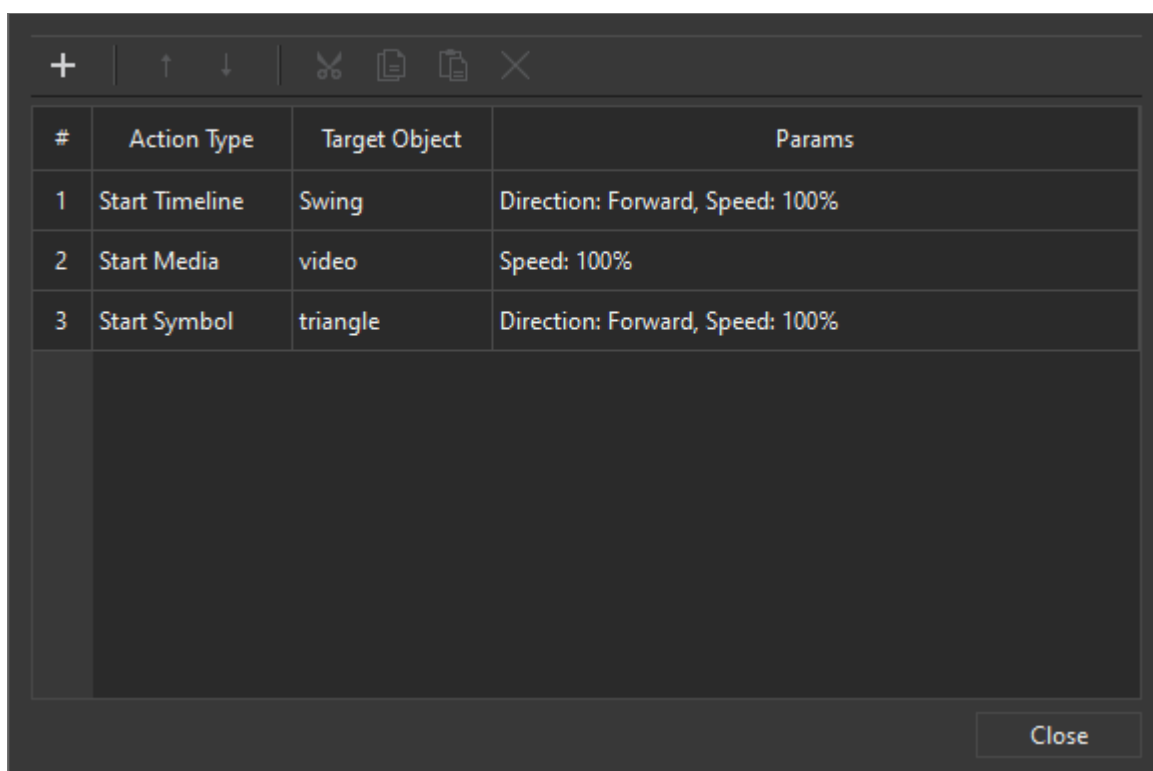 # Action Type Target Object Params
1 Start Timeline Swing Direction: Forward, Speed: 100%
2 Start Media video Speed: 100%
3 Start Symbol triangle Direction: Forward, Speed: 100%
Close